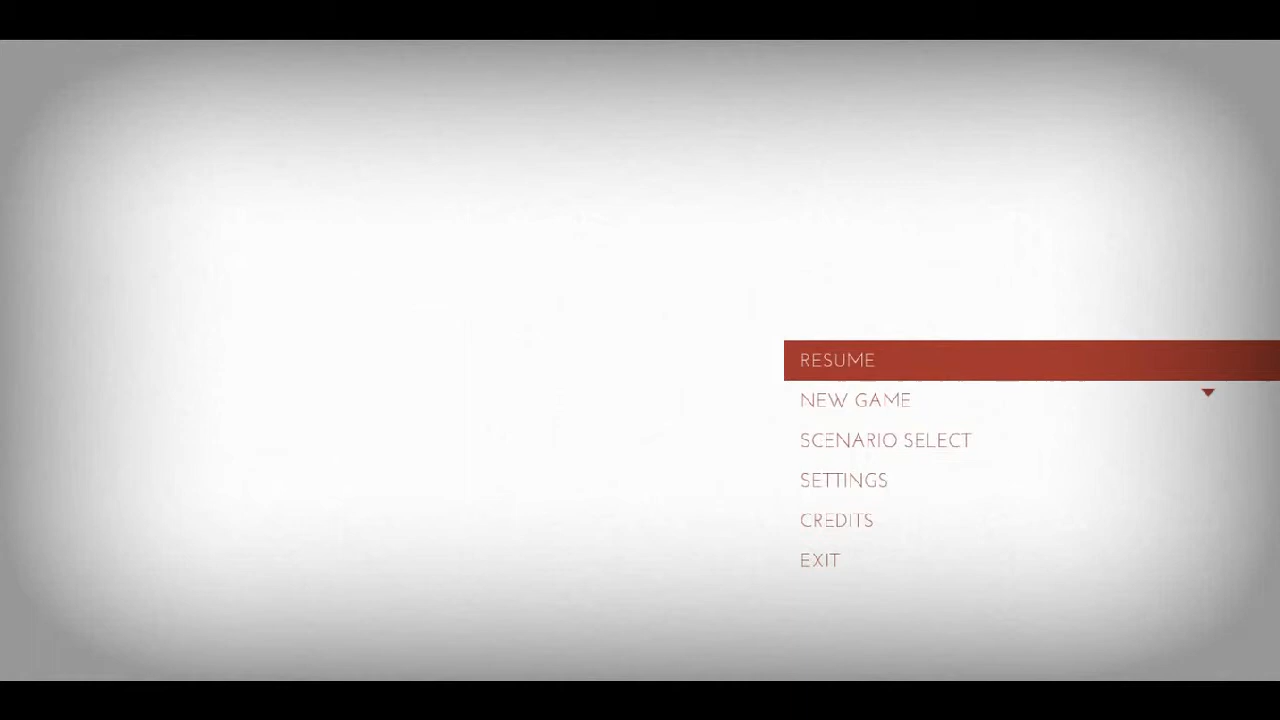 RESUME
NEW GAME
SCENARIO SELECT
SETTINGS
CREDITS
EXIT